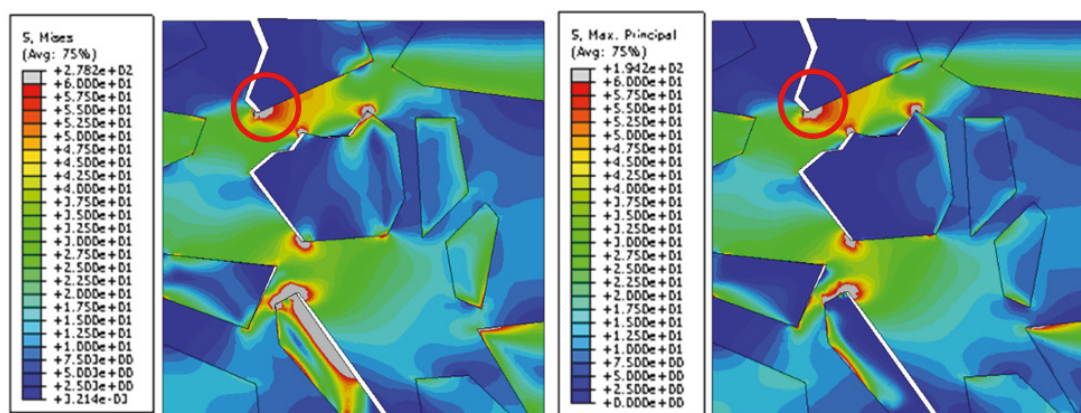 S, Mises
(Avg: 75%)
+2.782e+02
+6.000e+01
+5.750e+01
+5.500e+01
+5.250e+01
+5.000e+01
+4.750e+01
+4.500e+01
+4.250e+01
+4.000e+01
+3.750e+01
+3.500e+01
+3.250e+01
+3.000e+01
+2.750e+01
+2.500e+01
+2.250e+01
+2.000e+01
+1.750e+01
+1.500e+01
+1.250e+01
+1.000e+01
+7.503e+00
+5.003e+00
+2.503e+00
+3.214e-03
S, Max. Principal
(Avg: 75%)
+1.942e+02
+6.000e+01
+5.750e+01
+5.500e+01
+5.250e+01
+5.000e+01
+4.750e+01
+4.500e+01
+4.250e+01
+4.000e+01
+3.750e+01
+3.500e+01
+3.250e+01
+3.000e+01
+2.750e+01
+2.500e+01
+2.250e+01
+2.000e+01
+1.750e+01
+1.500e+01
+1.250e+01
+1.000e+01
+7.500e+00
+5.000e+00
+2.500e+00
+0.000e+00